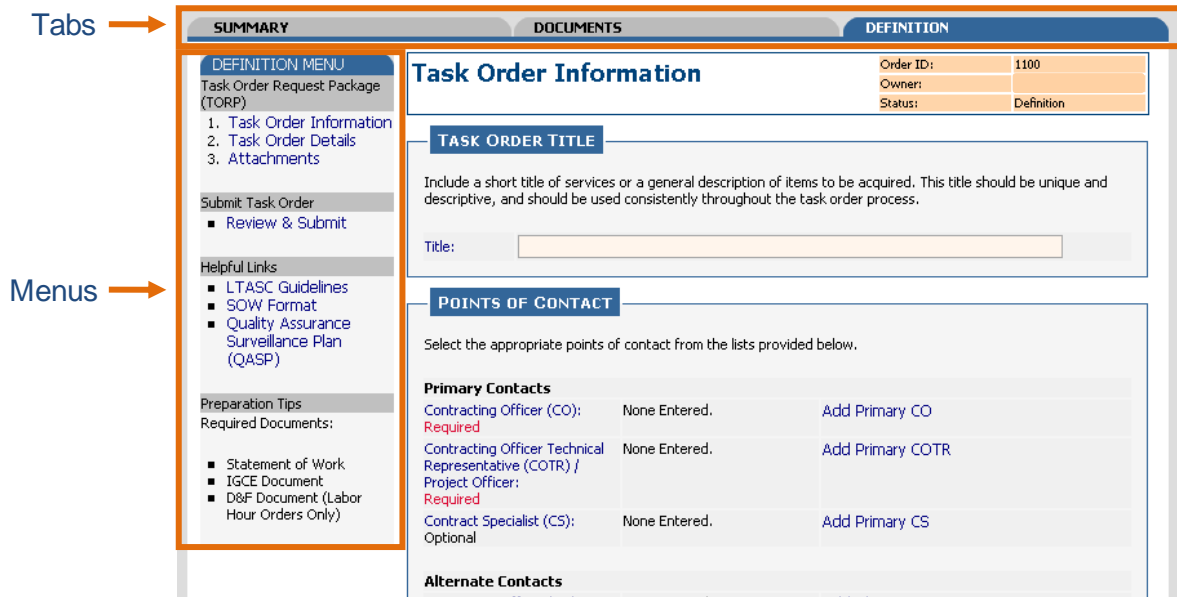 Tabs
SUMMARY DOCUMENTS DEFINITION
Menus
DEFINITION MENU
Task Order Request Package
(TORP)
1. Task Order Information
2. Task Order Details
3. Attachments
Submit Task Order
Review & Submit
Helpful Links
LTASC Guidelines
SOW Format
Quality Assurance
Surveillance Plan
(QASP)
Preparation Tips
Required Documents:
Statement of Work
IGCE Document
D&F Document (Labor
Hour Orders Only)
Task Order Information
Order ID: 1100
Owner:
Status: Definition
TASK ORDER TITLE
Include a short title of services or a general description of items to be acquired. This title should be unique and
descriptive, and should be used consistently throughout the task order process.
Title:
POINTS OF CONTACT
Select the appropriate points of contact from the lists provided below.
Primary Contacts
Contracting Officer (CO): None Entered. Add Primary CO
Required
Contracting Officer Technical None Entered. Add Primary COTR
Representative (COTR) /
Project Officer:
Required
Contract Specialist (CS): None Entered. Add Primary CS
Optional
Alternate Contacts